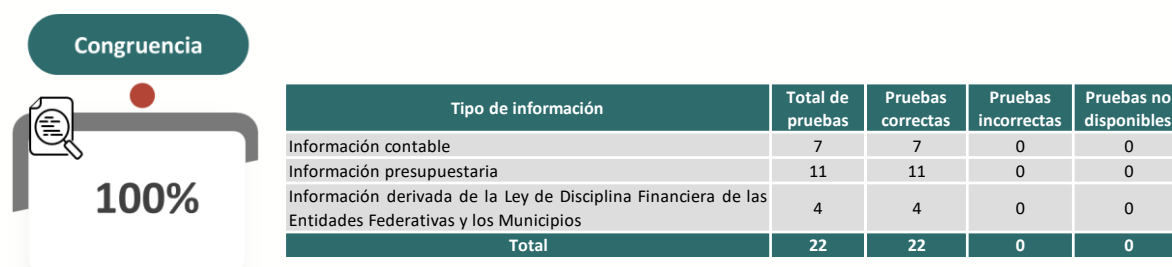 Congruencia
100%
Tipo de información Total de pruebas Pruebas correctas Pruebas incorrectas Pruebas no disponibles
Información contable 7 7 0 0
Información presupuestaria 11 11 0 0
Información derivada de la Ley de Disciplina Financiera de las
Entidades Federativas y los Municipios 4 4 0 0
Total 22 22 0 0